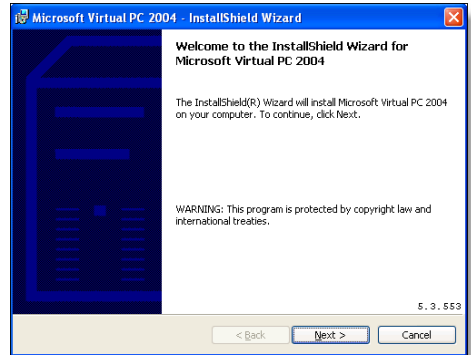 Microsoft Virtual PC 2004 - InstallShield Wizard
Welcome to the InstallShield Wizard for
Microsoft Virtual PC 2004
The InstallShield(R) Wizard will install Microsoft Virtual PC 2004
on your computer. To continue, click Next.
WARNING: This program is protected by copyright law and
international treaties.
5.3.553
< Back
Next >
Cancel